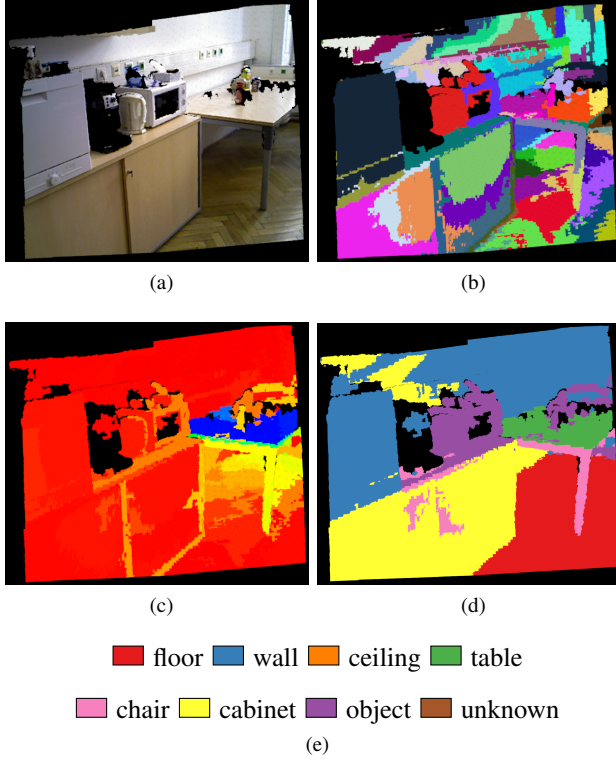 (a) (b)
(c) (d)
floor wall ceiling table
chair cabinet object unknown
(e)